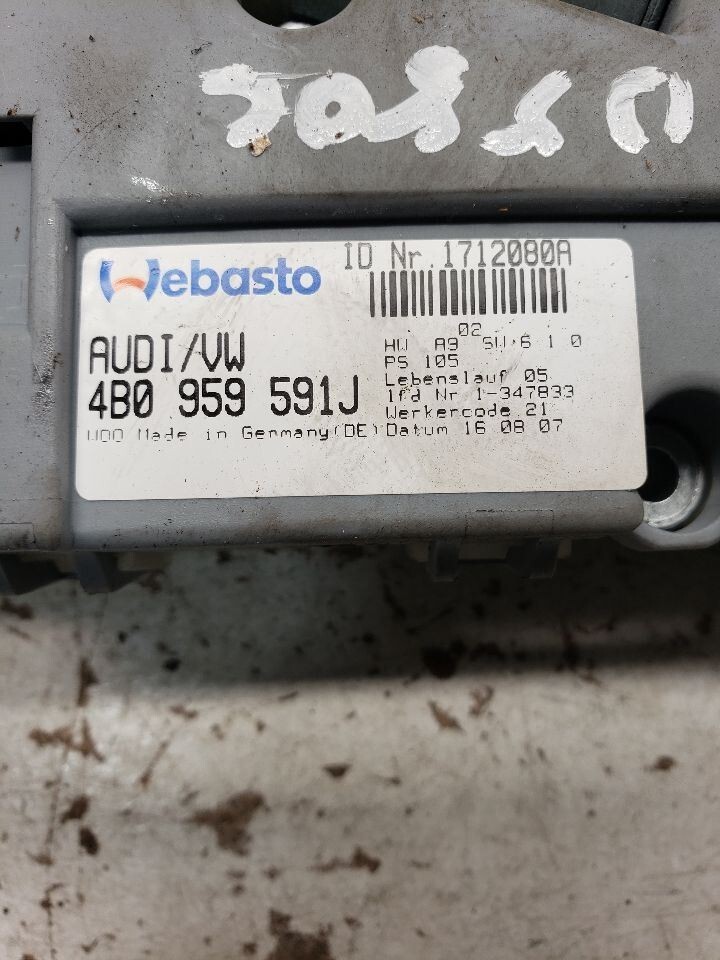 Webasto
ID Nr. 1712080A
AUDI/VW
4B0 959 591J
Made in Germany(DE)
02
HW A9 SW 6 1 0
PS 105
Lebenslauf 05
lfd Nr 1-347833
Werkercode 21
Datum 16 08 07